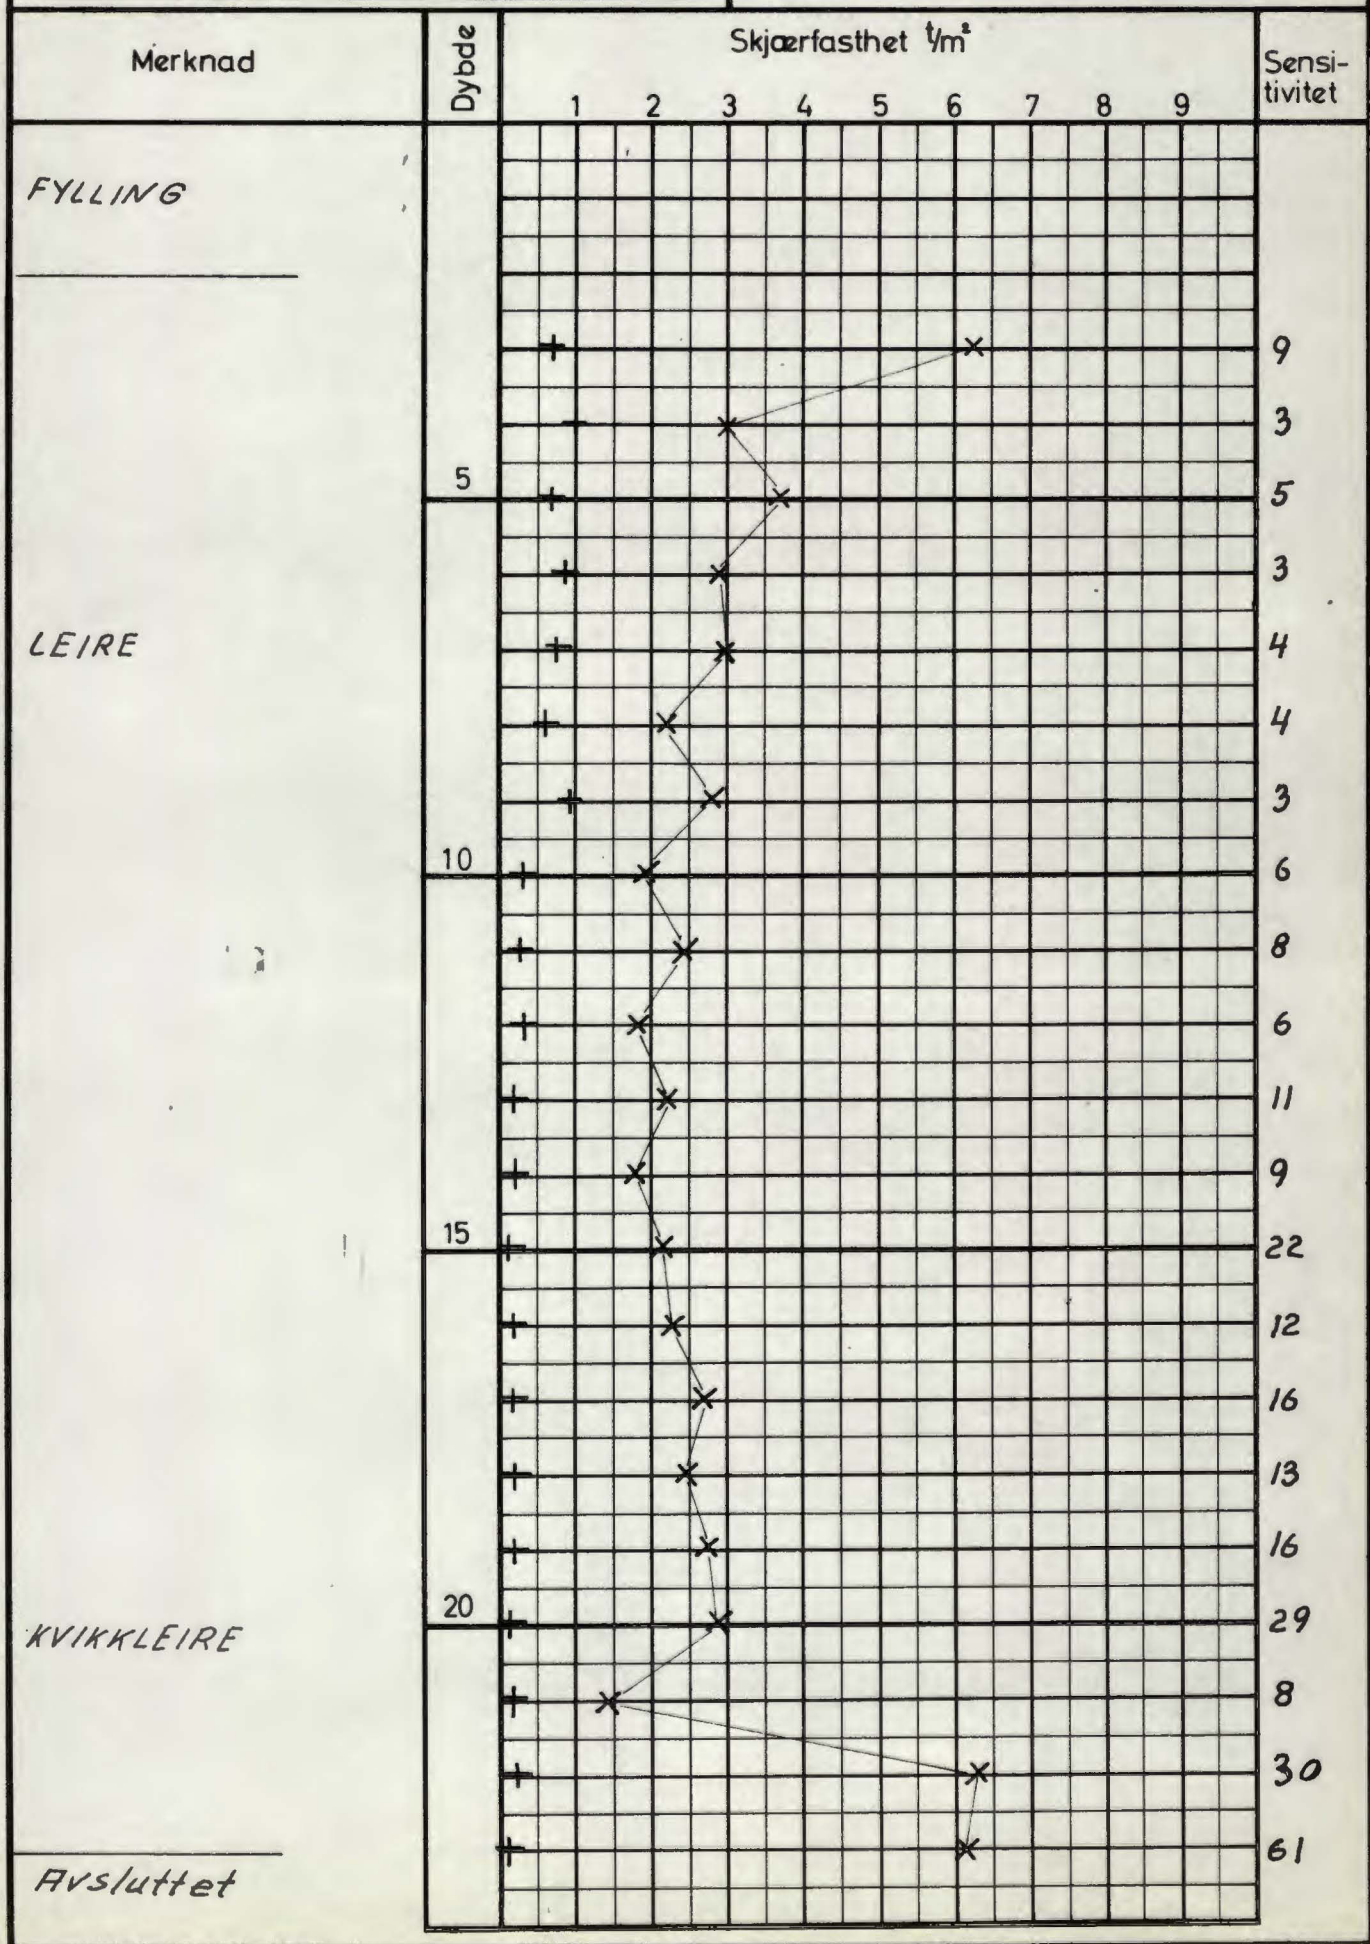 Merknad
Dybde
Skjærfasthet t/m²
Sensi-
tivitet
1 2 3 4 5 6 7 8 9
FYLLING
9
3
5 5
3
LEIRE 4
4
3
10 6
8
6
11
9
15 22
12
16
13
16
20 29
KVIKKLEIRE
8
30
61
Avsluttet